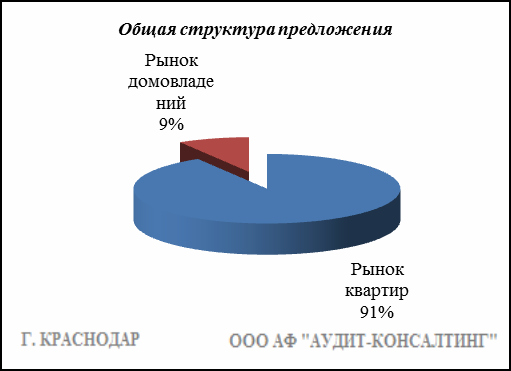 Общая структура предложения
Рынок
домовладе
ний
9%
Рынок
квартир
91%
Г. КРАСНОДАР
ООО АФ "АУДИТ-КОНСАЛТИНГ"